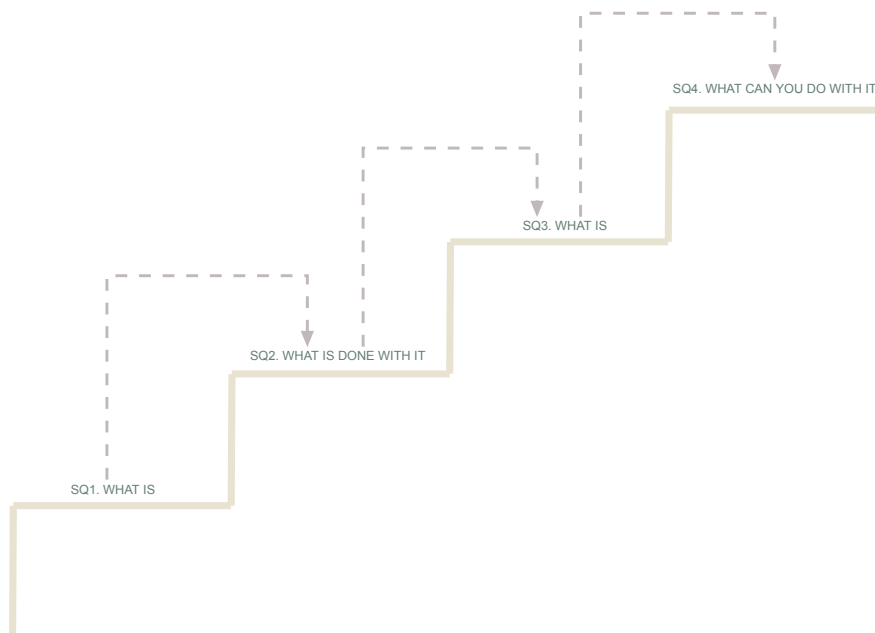 SQ4. WHAT CAN YOU DO WITH IT
SQ3. WHAT IS
SQ2. WHAT IS DONE WITH IT
SQ1. WHAT IS